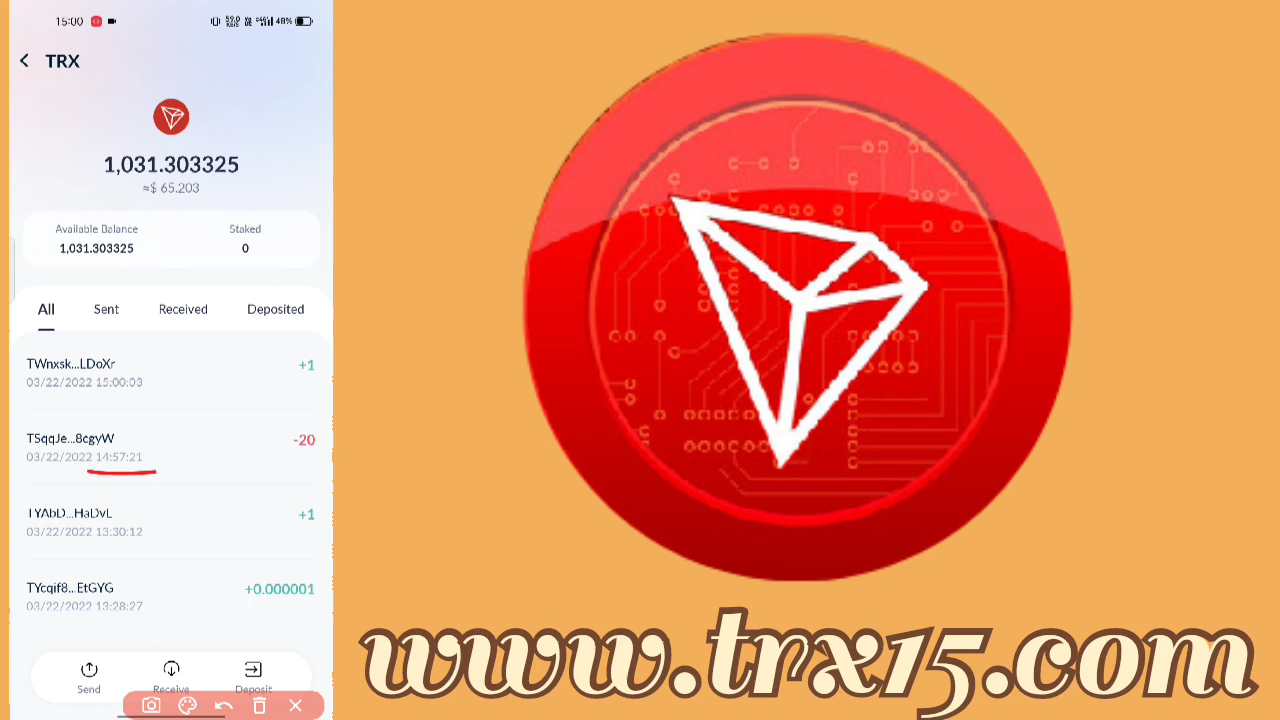 15:00
48%
TRX
1,031.303325
≈$ 65.203
Available Balance Staked
1,031.303325 0
All Sent Received Deposited
TWnxsk...LDoXr +1
03/22/2022 15:00:03
TSqqJe...8cgyW -20
03/22/2022 14:57:21
TYAbD...HaDvL +1
03/22/2022 13:30:12
TYcqif8...EtGYG +0.000001
03/22/2022 13:28:27
Send Receive Deposit
www.trx15.com